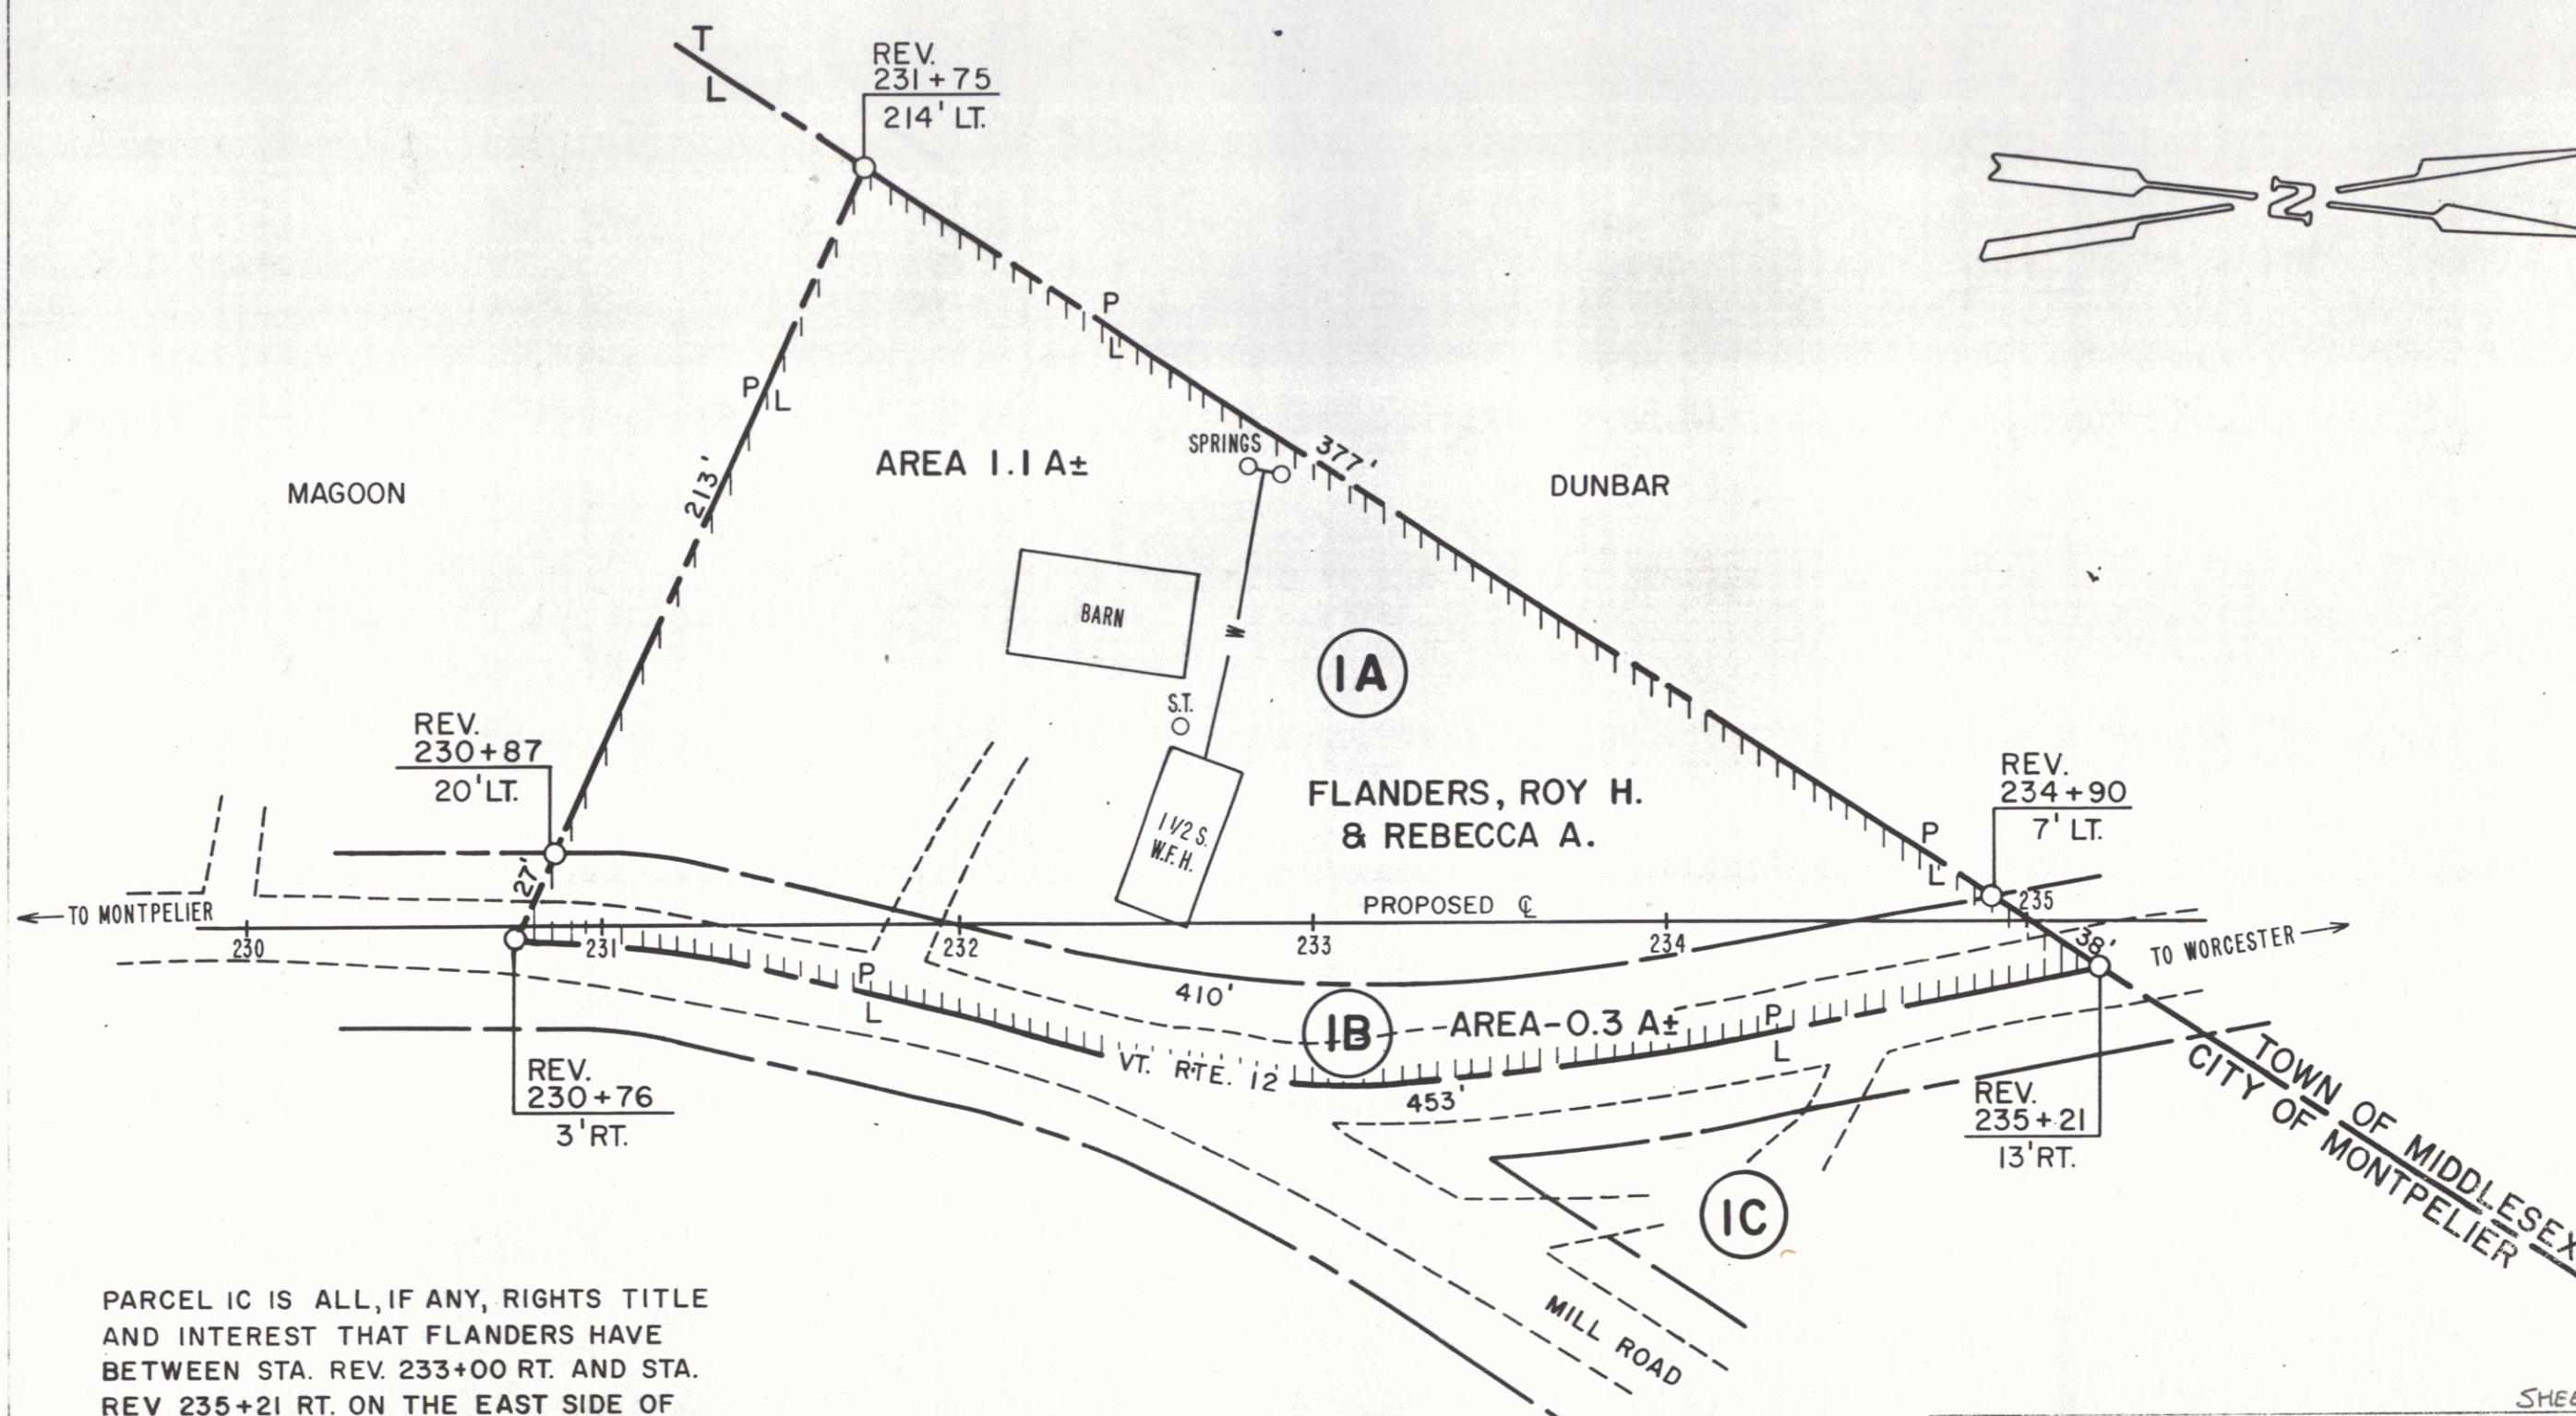 T
L
REV.
231+75
214' LT.
N
P
L
P
L
213'
AREA 1.1 A±
SPRINGS
377'
MAGOON
DUNBAR
BARN
W
1A
S.T.
REV.
230+87
20' LT.
1 1/2 S.
W.F.H.
FLANDERS, ROY H.
& REBECCA A.
REV.
234+90
7' LT.
P
L
27'
TO MONTPELIER
PROPOSED ℄
230
231
232
233
234
235
38'
TO WORCESTER
P
L
410'
1B
AREA-0.3 A±
P
L
VT. RTE. 12
453'
REV.
230+76
3' RT.
REV.
235+21
13' RT.
TOWN OF MIDDLESEX
CITY OF MONTPELIER
1C
MILL ROAD
PARCEL 1C IS ALL, IF ANY, RIGHTS TITLE
AND INTEREST THAT FLANDERS HAVE
BETWEEN STA. REV. 233+00 RT. AND STA.
REV 235+21 RT. ON THE EAST SIDE OF